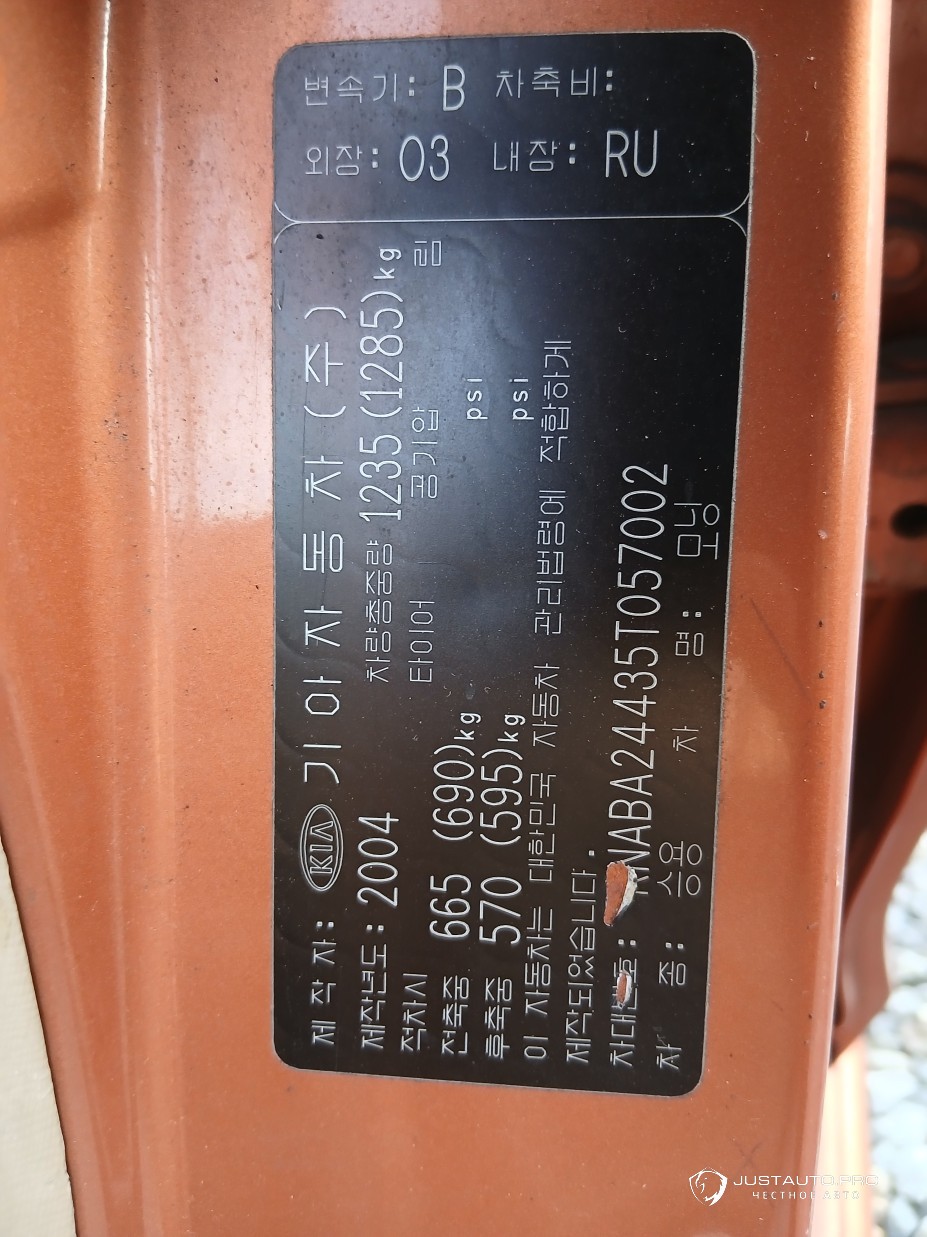 변속기: B 차축비:
외장: 03 내장: RU
제 작 자: KIA 기아자동차(주)
제작년도: 2004 차량총중량 1235(1285)kg
적차시 타이어 공기압 림
전축중 665 (690)kg psi
후축중 570 (595)kg psi
이 자동차는 대한민국 자동차 관리법령에 적합하게
제작되었습니다.
차대번호: NABA24435T057002
차 종: 승용 차 명: 모닝
JUSTAUTO.PRO
ЧЕСТНОЕ АВТО